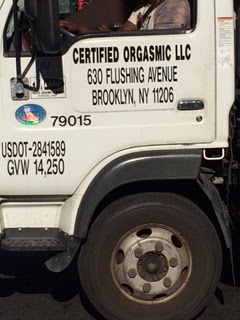 CERTIFIED ORGASMIC LLC
630 FLUSHING AVENUE
BROOKLYN, NY 11206
79015
USDOT-2841589
GVW 14,250